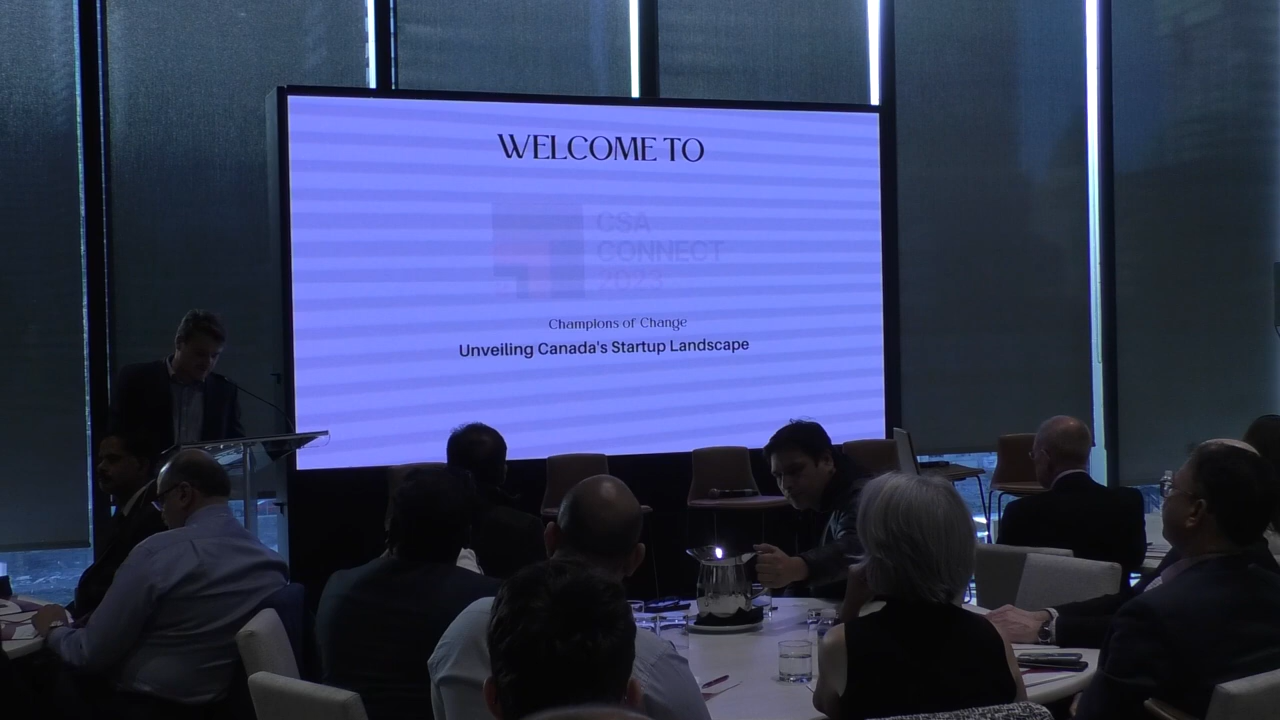 WELCOME TO
CSA
CONNECT
2023
Champions of Change
Unveiling Canada's Startup Landscape